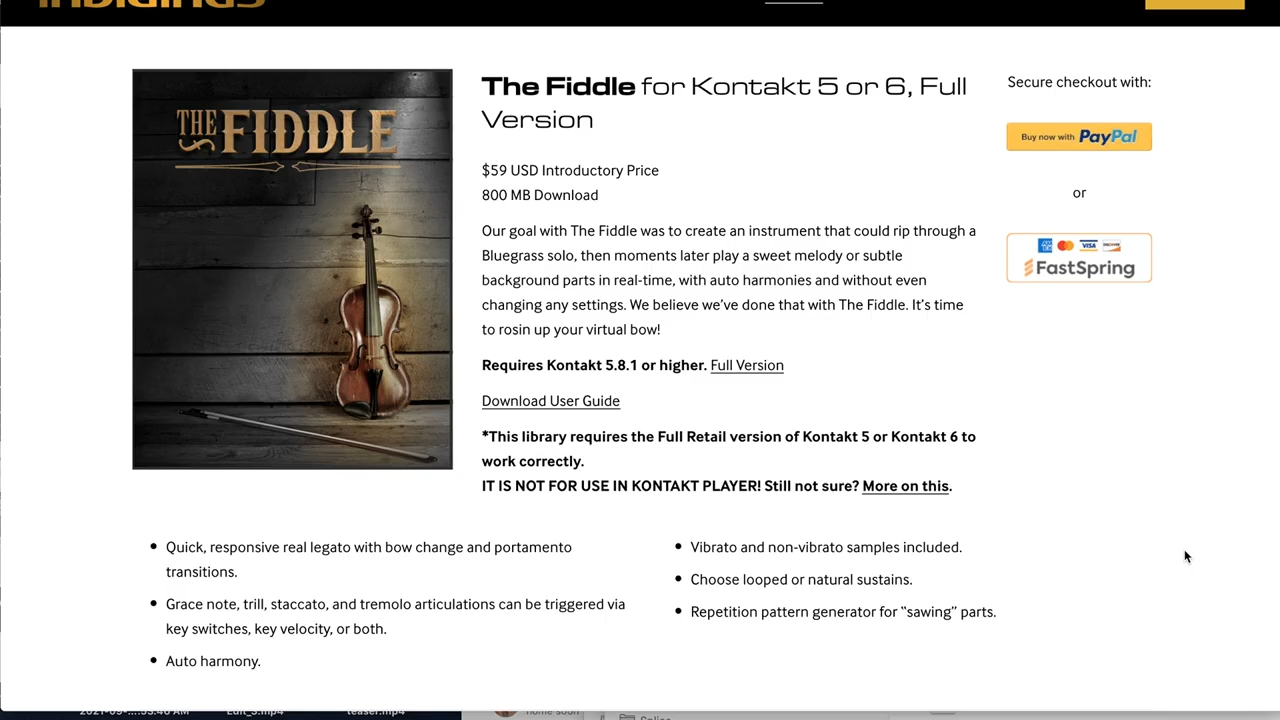 THE FIDDLE
The Fiddle for Kontakt 5 or 6, Full
Version
$59 USD Introductory Price
800 MB Download
Our goal with The Fiddle was to create an instrument that could rip through a
Bluegrass solo, then moments later play a sweet melody or subtle
background parts in real-time, with auto harmonies and without even
changing any settings. We believe we’ve done that with The Fiddle. It’s time
to rosin up your virtual bow!
Requires Kontakt 5.8.1 or higher. Full Version
Download User Guide
*This library requires the Full Retail version of Kontakt 5 or Kontakt 6 to
work correctly.
IT IS NOT FOR USE IN KONTAKT PLAYER! Still not sure? More on this.
Secure checkout with:
Buy now with PayPal
or
VISA DISCOVER
FastSpring
Quick, responsive real legato with bow change and portamento
transitions.
Grace note, trill, staccato, and tremolo articulations can be triggered via
key switches, key velocity, or both.
Auto harmony.
Vibrato and non-vibrato samples included.
Choose looped or natural sustains.
Repetition pattern generator for “sawing” parts.
Edit_3.mp4
teaser.mp4
home soon